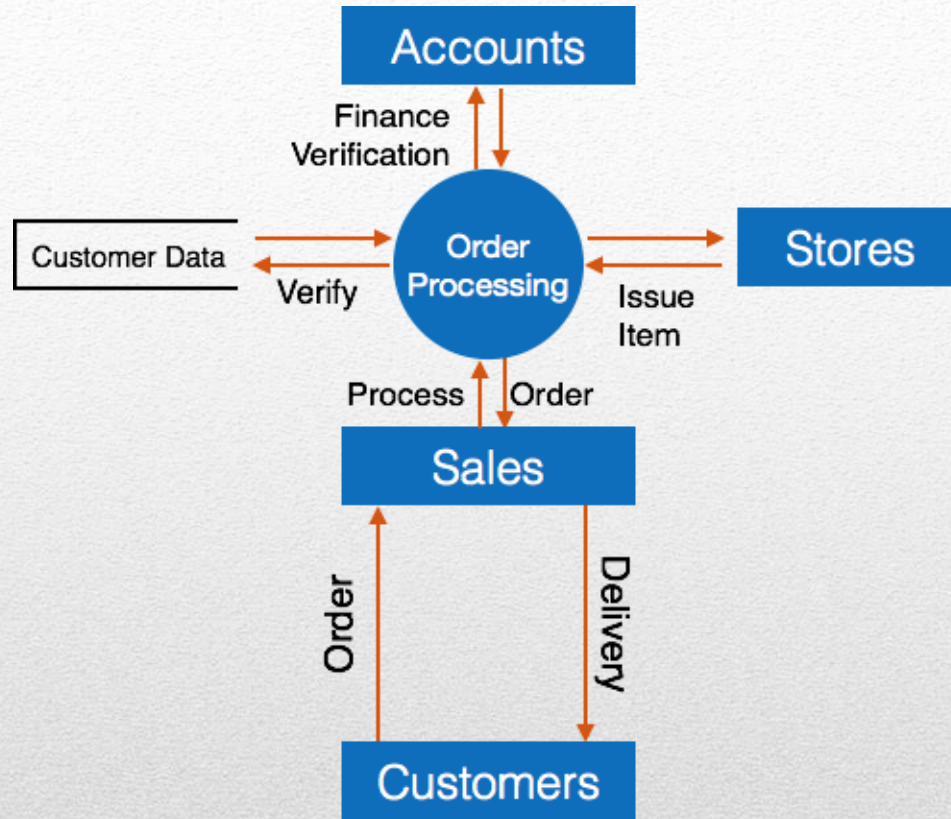 Accounts
Finance
Verification
Customer Data
Order
Processing
Stores
Verify
Issue
Item
Process
Order
Sales
Order
Delivery
Customers